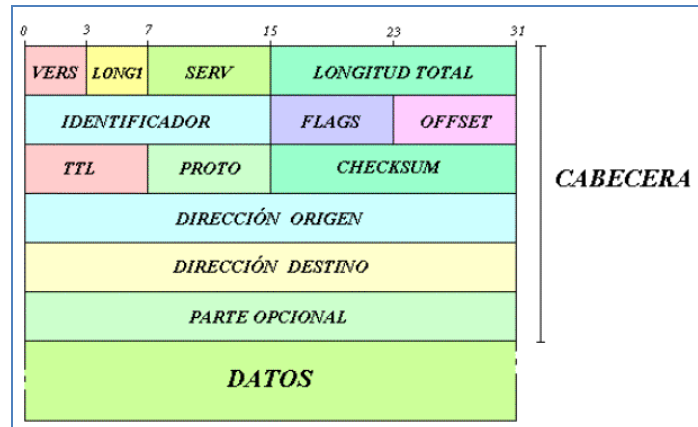 0 3 7 15 23 31
VERS LONG1 SERV LONGITUD TOTAL
IDENTIFICADOR FLAGS OFFSET
TTL PROTO CHECKSUM
CABECERA
DIRECCIÓN ORIGEN
DIRECCIÓN DESTINO
PARTE OPCIONAL
DATOS